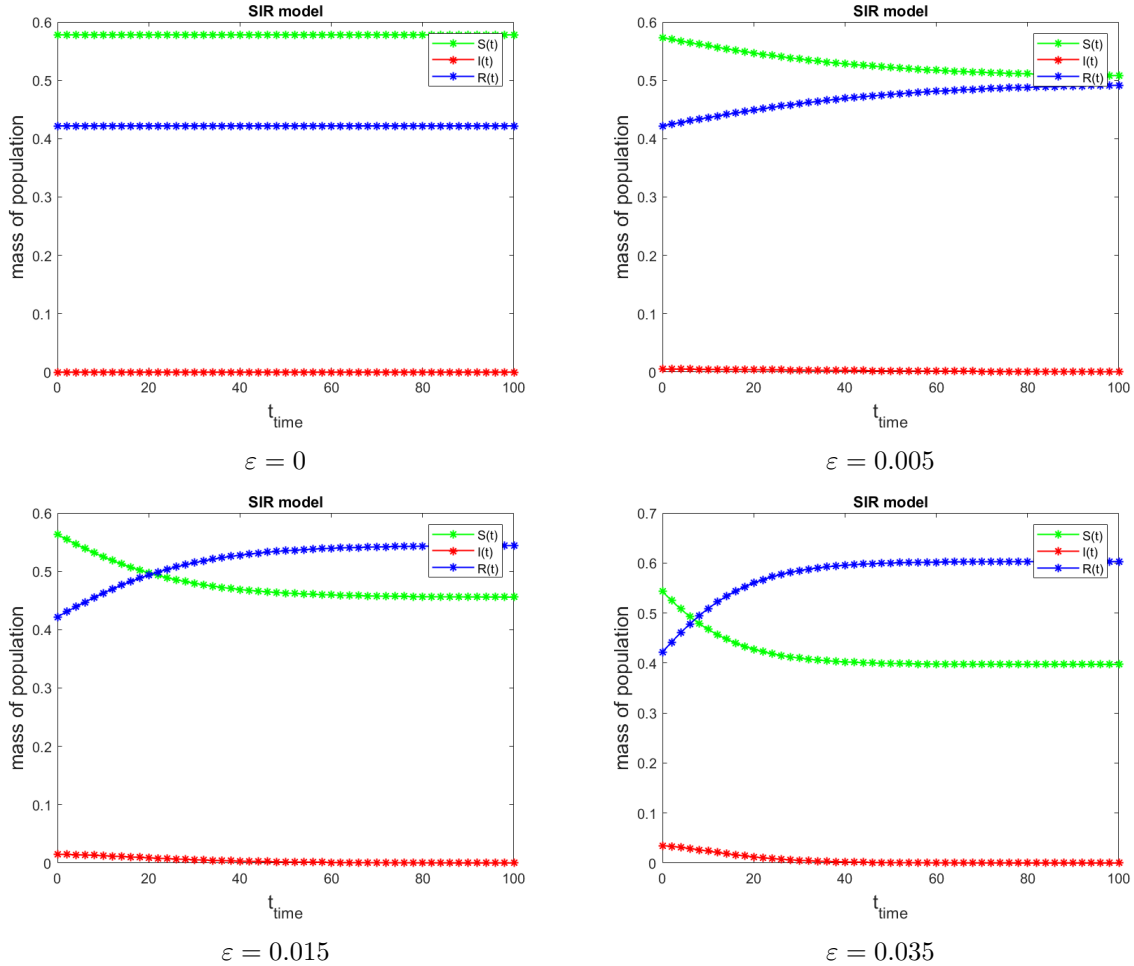 SIR model
0.6
0.5
0.4
0.3
0.2
0.1
0
mass of population
S(t)
I(t)
R(t)
0 20 40 60 80 100
t_time
ε = 0
SIR model
0.6
0.5
0.4
0.3
0.2
0.1
0
mass of population
S(t)
I(t)
R(t)
0 20 40 60 80 100
t_time
ε = 0.005
SIR model
0.6
0.5
0.4
0.3
0.2
0.1
0
mass of population
S(t)
I(t)
R(t)
0 20 40 60 80 100
t_time
ε = 0.015
SIR model
0.7
0.6
0.5
0.4
0.3
0.2
0.1
0
mass of population
S(t)
I(t)
R(t)
0 20 40 60 80 100
t_time
ε = 0.035